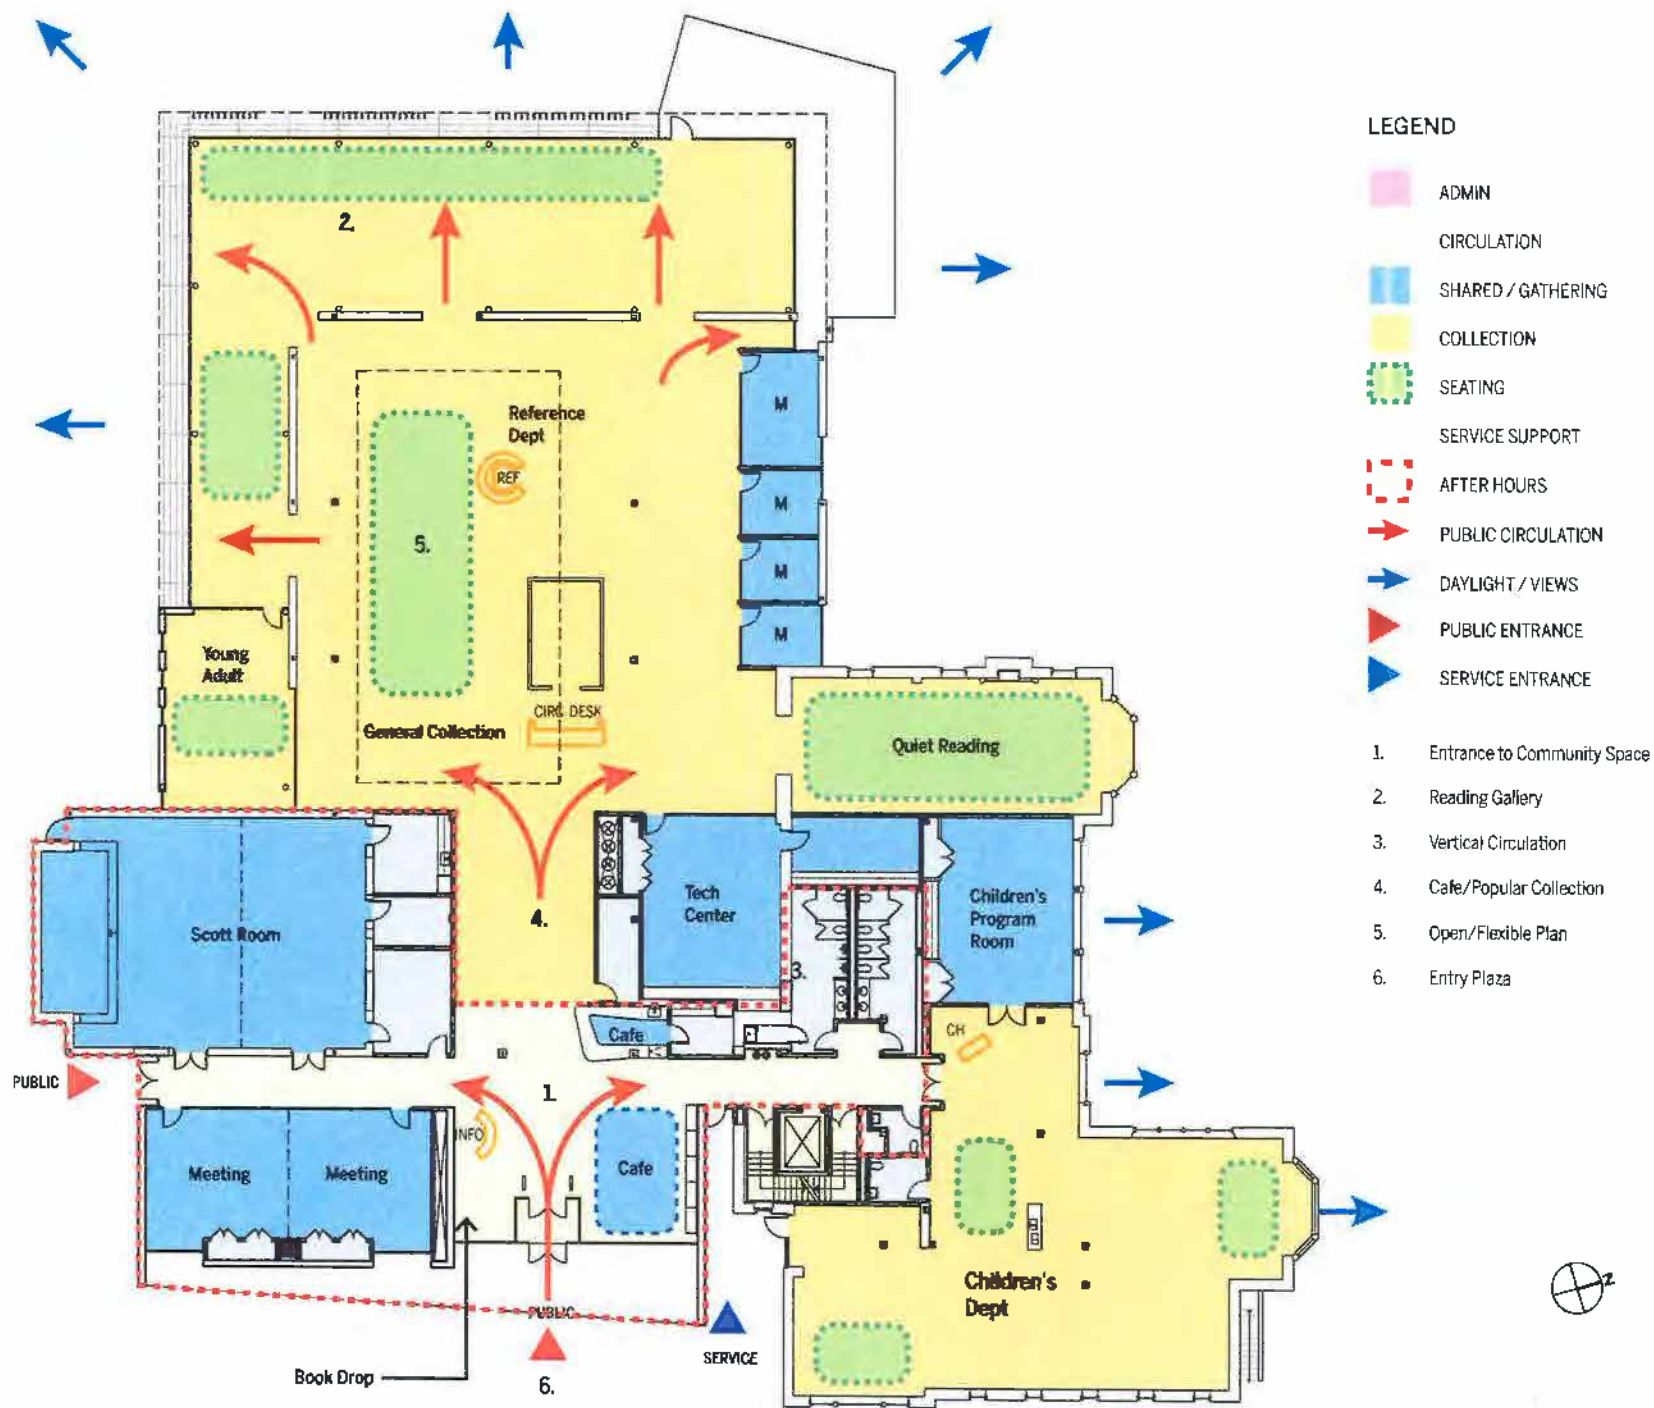 LEGEND
ADMIN
CIRCULATION
SHARED / GATHERING
COLLECTION
SEATING
SERVICE SUPPORT
AFTER HOURS
PUBLIC CIRCULATION
DAYLIGHT / VIEWS
PUBLIC ENTRANCE
SERVICE ENTRANCE
1. Entrance to Community Space
2. Reading Gallery
3. Vertical Circulation
4. Cafe/Popular Collection
5. Open/Flexible Plan
6. Entry Plaza
2.
Reference
Dept
REF
M
M
M
M
5.
Young
Adult
CIRC DESK
General Collection
Quiet Reading
Scott Room
4.
Tech
Center
3.
Children's
Program
Room
Cafe
CH
PUBLIC
1.
INFO
Meeting
Meeting
Cafe
Children's
Dept
PUBLIC
SERVICE
Book Drop
6.
Z